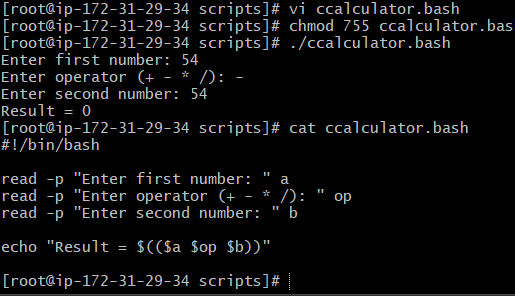 [root@ip-172-31-29-34 scripts]# vi ccalculator.bash
[root@ip-172-31-29-34 scripts]# chmod 755 ccalculator.bas
[root@ip-172-31-29-34 scripts]# ./ccalculator.bash
Enter first number: 54
Enter operator (+ - * /): -
Enter second number: 54
Result = 0
[root@ip-172-31-29-34 scripts]# cat ccalculator.bash
#!/bin/bash
read -p "Enter first number: " a
read -p "Enter operator (+ - * /): " op
read -p "Enter second number: " b
echo "Result = $(($a $op $b))"
[root@ip-172-31-29-34 scripts]#